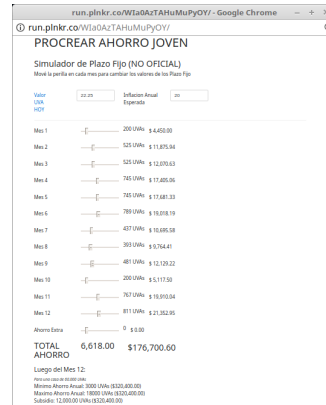 run.plnkr.co/WIa0AzTAHuMuPyOY/ - Google Chrome
run.plnkr.co/WIa0AzTAHuMuPyOY/
PROCREAR AHORRO JOVEN
Simulador de Plazo Fijo (NO OFICIAL)
Mové la perilla en cada mes para cambiar los valores de los Plazo Fijo
Valor UVA HOY 22.25 Inflacion Anual Esperada 20
Mes 1 200 UVAs $ 4,450.00
Mes 2 525 UVAs $ 11,875.94
Mes 3 525 UVAs $ 12,070.63
Mes 4 745 UVAs $ 17,405.06
Mes 5 745 UVAs $ 17,681.33
Mes 6 789 UVAs $ 19,018.19
Mes 7 437 UVAs $ 10,695.58
Mes 8 393 UVAs $ 9,764.41
Mes 9 481 UVAs $ 12,129.22
Mes 10 200 UVAs $ 5,117.50
Mes 11 767 UVAs $ 19,910.04
Mes 12 811 UVAs $ 21,352.95
Ahorro Extra 0 $ 0.00
TOTAL AHORRO 6,618.00 $176,700.60
Luego del Mes 12:
Minimo Ahorro Anual: 3000 UVAs ($320,400.00)
Maximo Ahorro Anual: 18000 UVAs ($320,400.00)
Subsidio: 12,000.00 UVAs ($320,400.00)